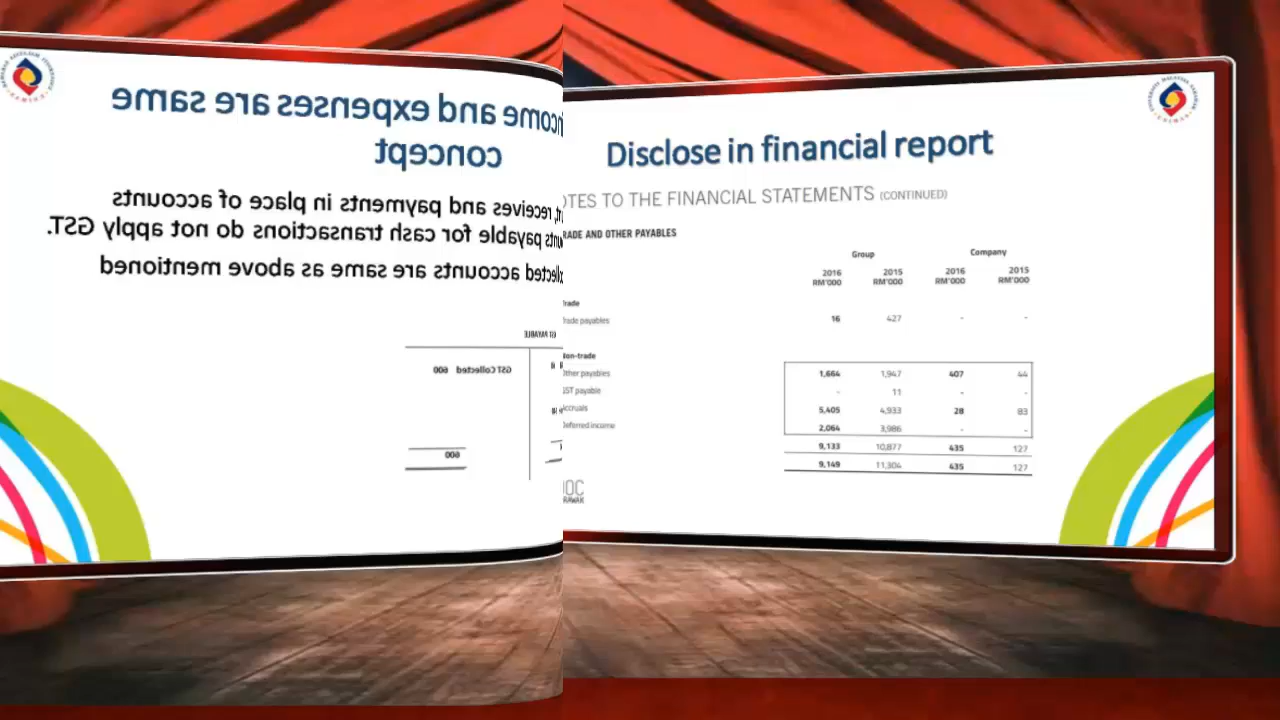 ncome and expenses are same
concept
receives and payments in place of accounts
payable for cash transactions do not apply GST.
accounts are same as above mentioned
GST PAYABLE
GST Collected 600
600
Disclose in financial report
OTES TO THE FINANCIAL STATEMENTS (CONTINUED)
RADE AND OTHER PAYABLES
Group Company
2016 2015 2016 2015
RM'000 RM'000 RM'000 RM'000
Trade
Trade payables 16 427 - -
Non-trade
Other payables 1,664 1,947 407 44
GST payable - 11 - -
Accruals 5,405 4,933 28 83
Deferred income 2,064 3,986 - -
9,133 10,877 435 127
9,149 11,304 435 127